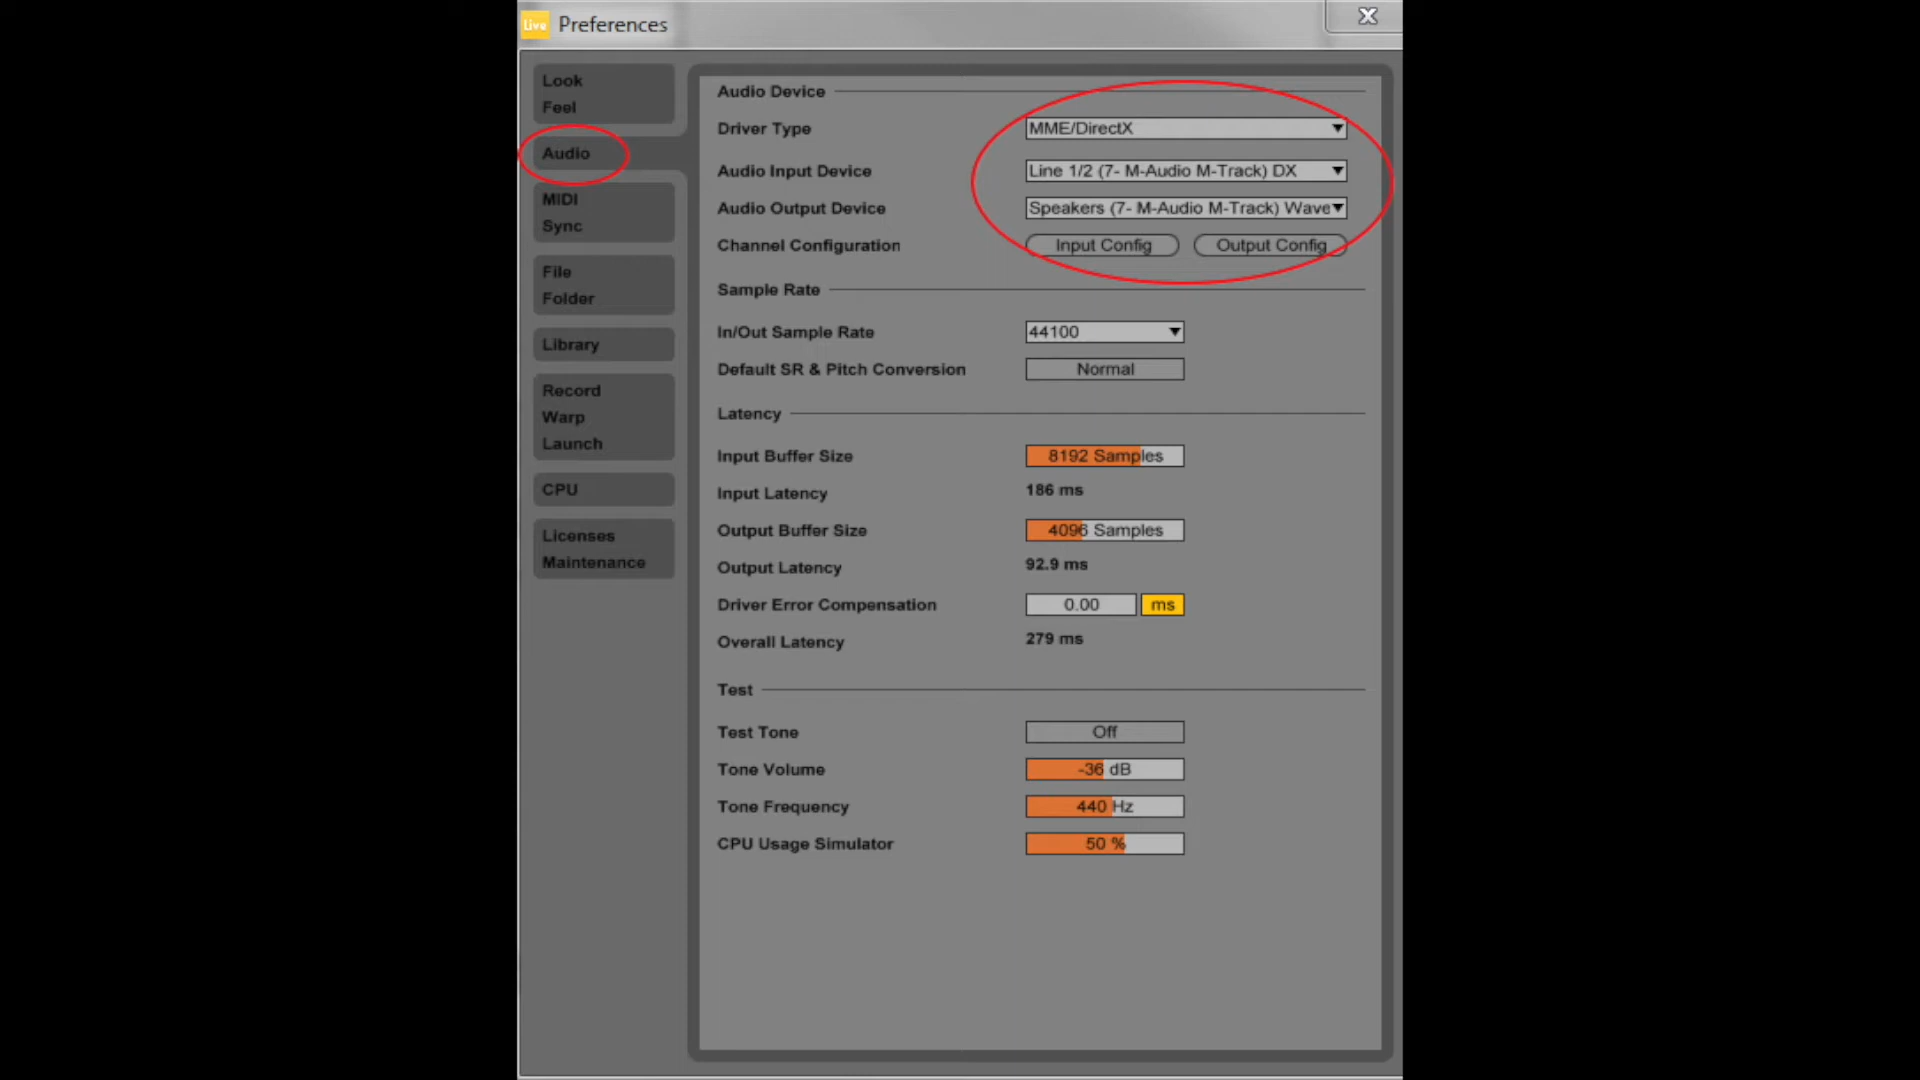 Live Preferences
Look
Feel
Audio
MIDI
Sync
File
Folder
Library
Record
Warp
Launch
CPU
Licenses
Maintenance
Audio Device
Driver Type MME/DirectX
Audio Input Device Line 1/2 (7- M-Audio M-Track) DX
Audio Output Device Speakers (7- M-Audio M-Track) Wave
Channel Configuration Input Config Output Config
Sample Rate
In/Out Sample Rate 44100
Default SR & Pitch Conversion Normal
Latency
Input Buffer Size 8192 Samples
Input Latency 186 ms
Output Buffer Size 4096 Samples
Output Latency 92.9 ms
Driver Error Compensation 0.00 ms
Overall Latency 279 ms
Test
Test Tone Off
Tone Volume -36 dB
Tone Frequency 440 Hz
CPU Usage Simulator 50 %